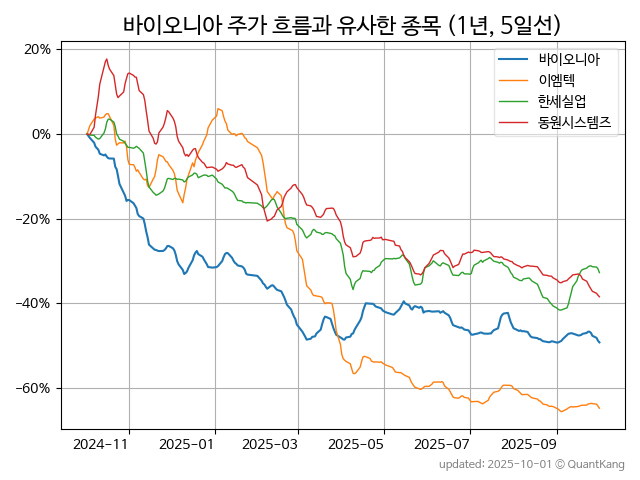 바이오니아 주가 흐름과 유사한 종목 (1년, 5일선)
20%
0%
−20%
−40%
−60%
바이오니아
이엠텍
한세실업
동원시스템즈
2024-11
2025-01
2025-03
2025-05
2025-07
2025-09
updated: 2025-10-01 © QuantKang